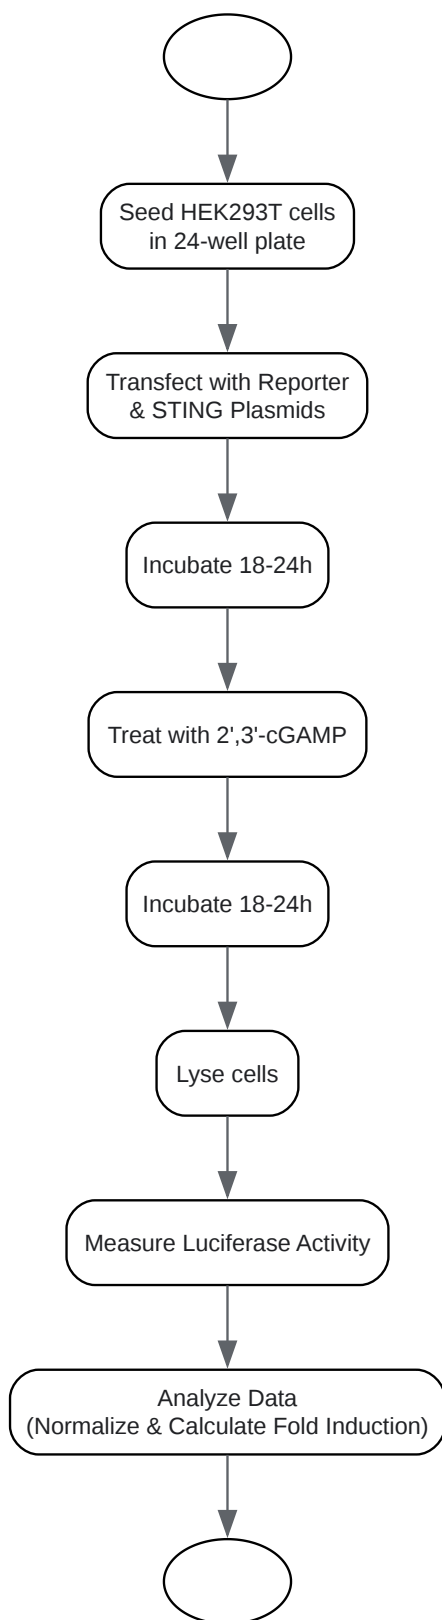 Seed HEK293T cells
in 24-well plate
Transfect with Reporter
& STING Plasmids
Incubate 18-24h
Treat with 2',3'-cGAMP
Incubate 18-24h
Lyse cells
Measure Luciferase Activity
Analyze Data
(Normalize & Calculate Fold Induction)